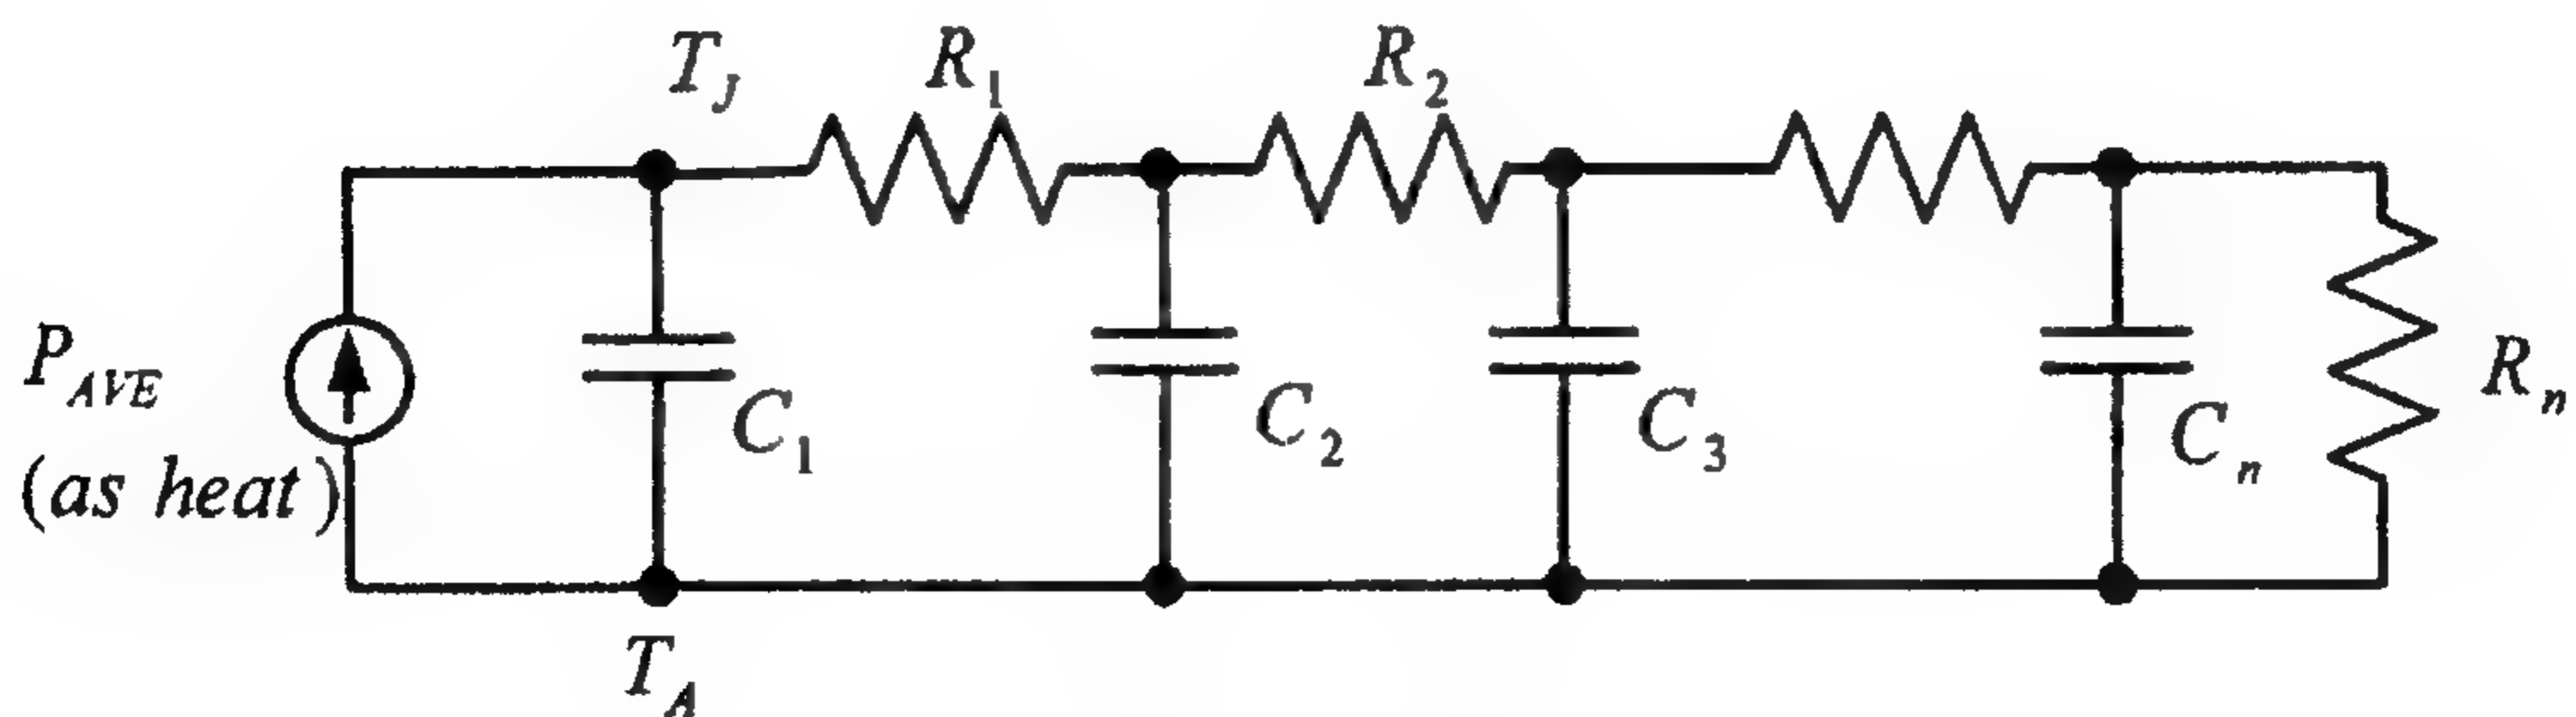 T_J
R_1
R_2
P_AVE
(as heat)
C_1
C_2
C_3
C_n
R_n
T_A